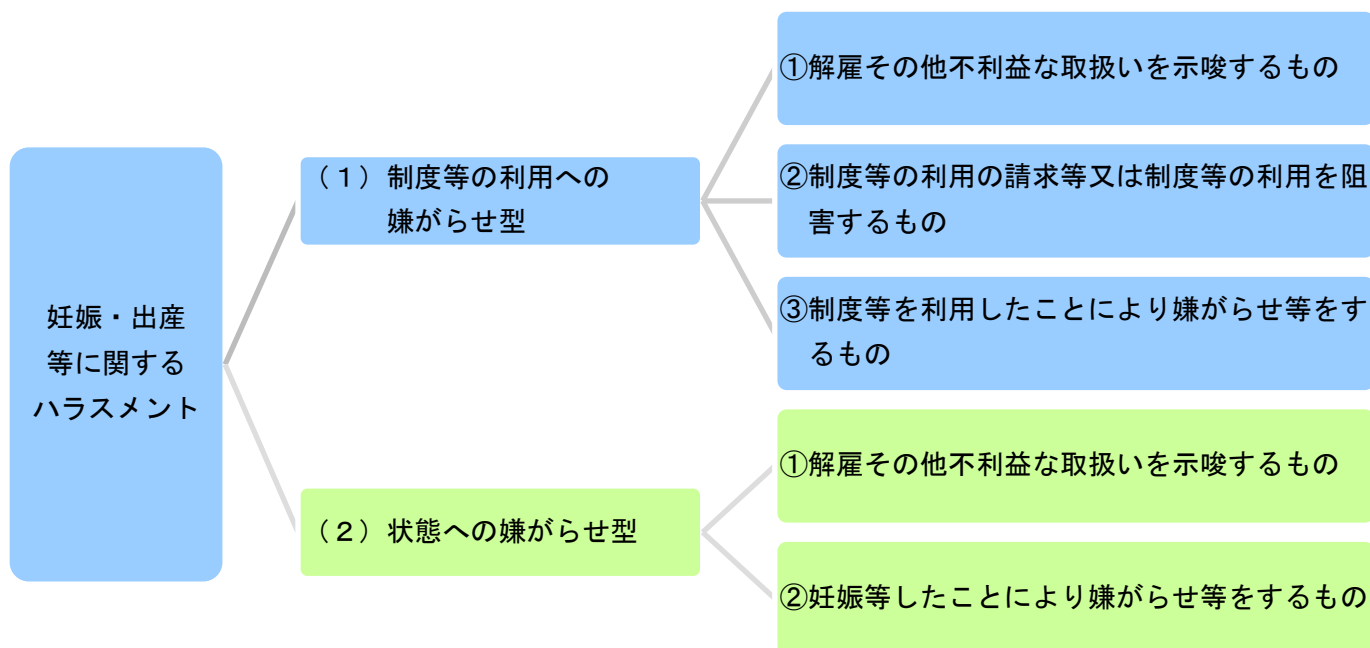 妊娠・出産
等に関する
ハラスメント
（１）制度等の利用への
嫌がらせ型
①解雇その他不利益な取扱いを示唆するもの
②制度等の利用の請求等又は制度等の利用を阻
害するもの
③制度等を利用したことにより嫌がらせ等をす
るもの
（２）状態への嫌がらせ型
①解雇その他不利益な取扱いを示唆するもの
②妊娠等したことにより嫌がらせ等をするもの